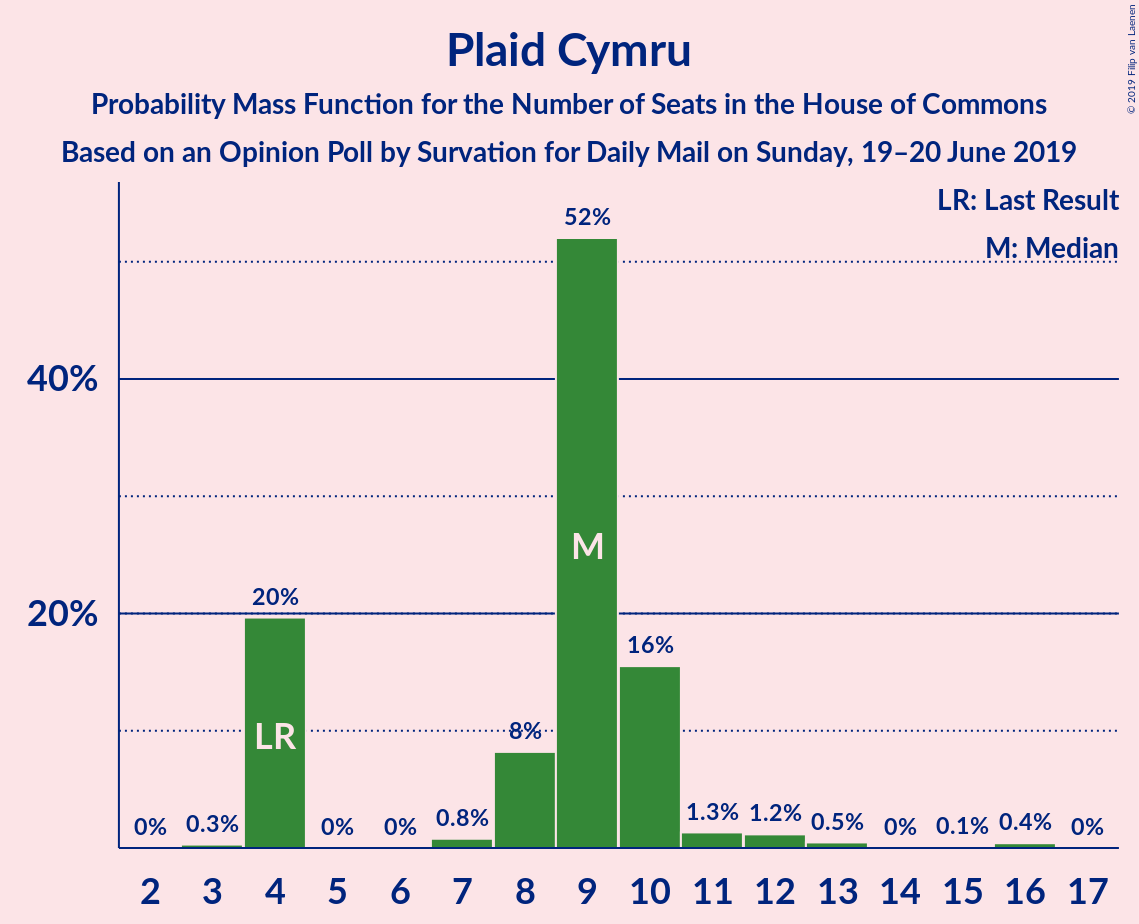 Plaid Cymru
Probability Mass Function for the Number of Seats in the House of Commons
Based on an Opinion Poll by Survation for Daily Mail on Sunday, 19–20 June 2019
© 2019 Filip van Laenen
LR: Last Result
M: Median
52%
40%
M
20%
20%
16%
LR
8%
0%
0.3%
0%
0%
0.8%
1.3%
1.2%
0.5%
0%
0.1%
0.4%
0%
2 3 4 5 6 7 8 9 10 11 12 13 14 15 16 17